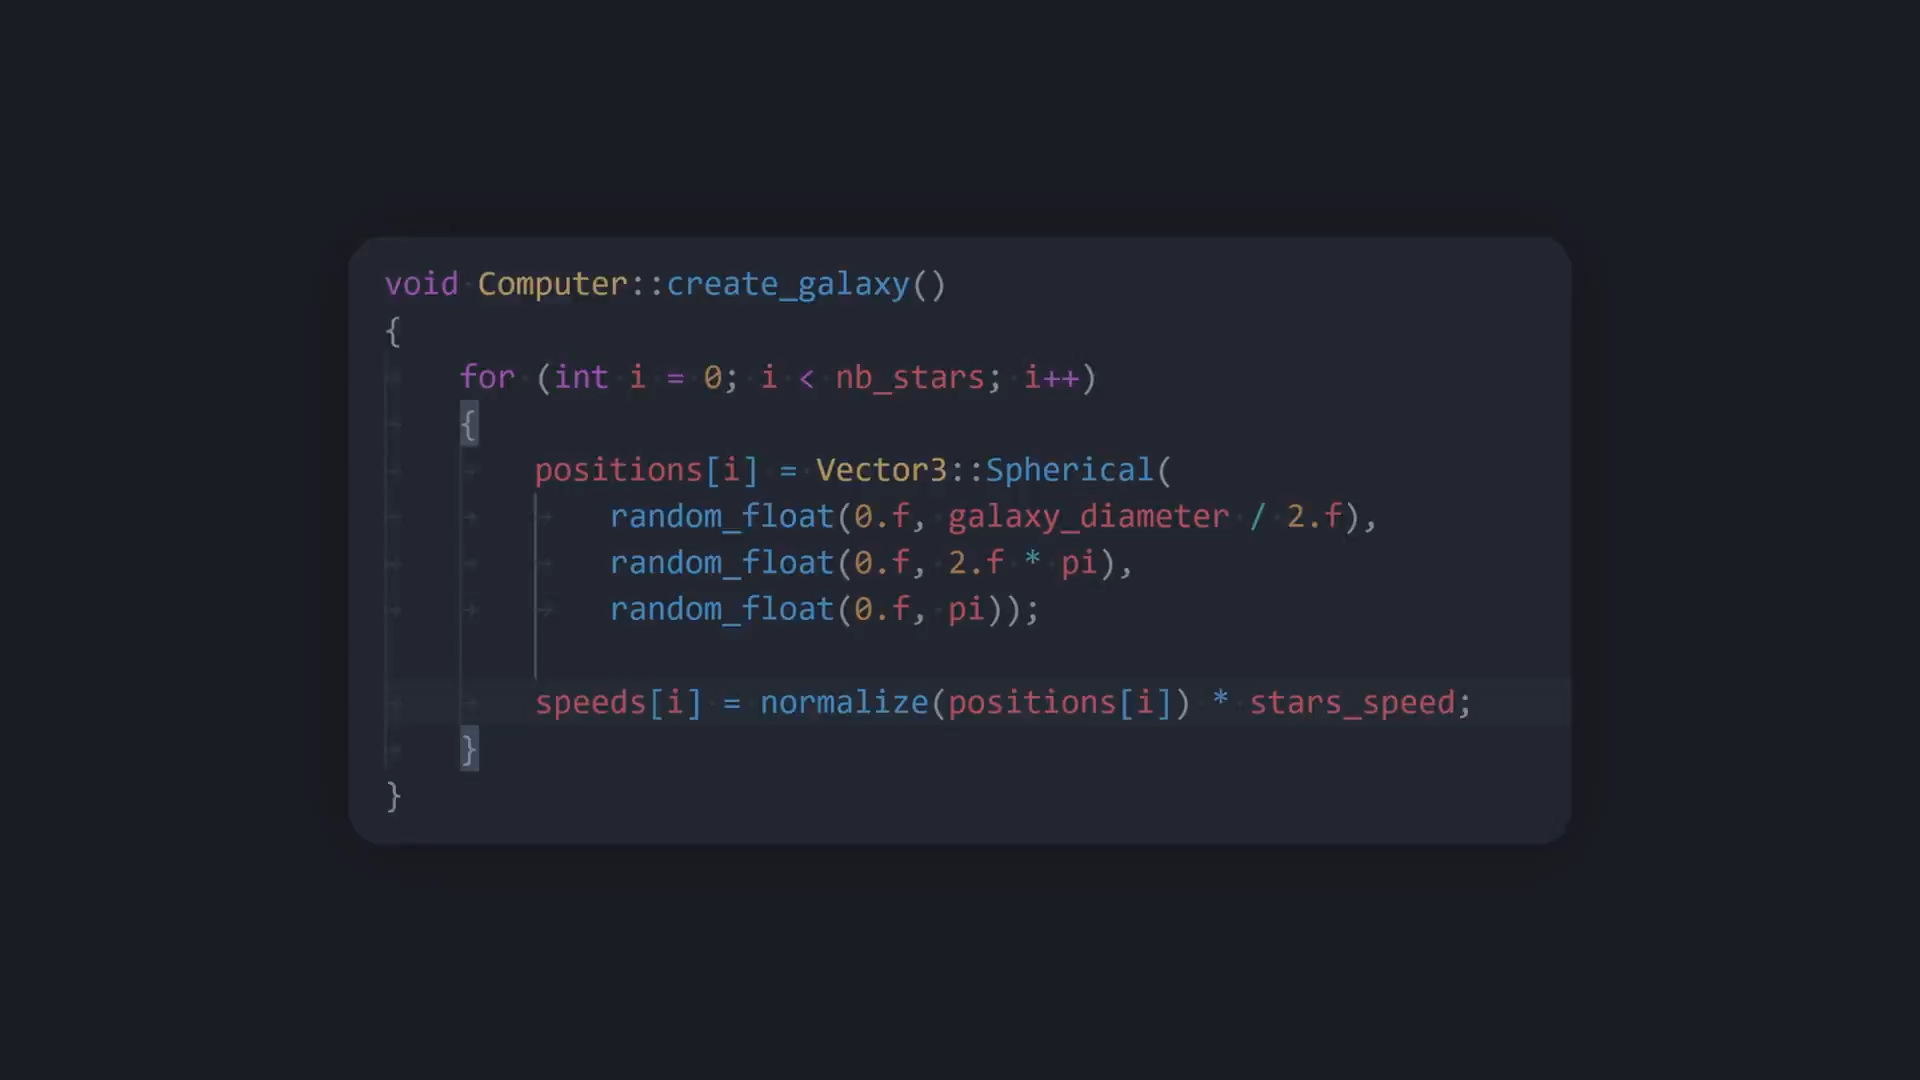 void Computer::create_galaxy()
{
for (int i = 0; i < nb_stars; i++)
{
positions[i] = Vector3::Spherical(
random_float(0.f, galaxy_diameter / 2.f),
random_float(0.f, 2.f * pi),
random_float(0.f, pi));
speeds[i] = normalize(positions[i]) * stars_speed;
}
}